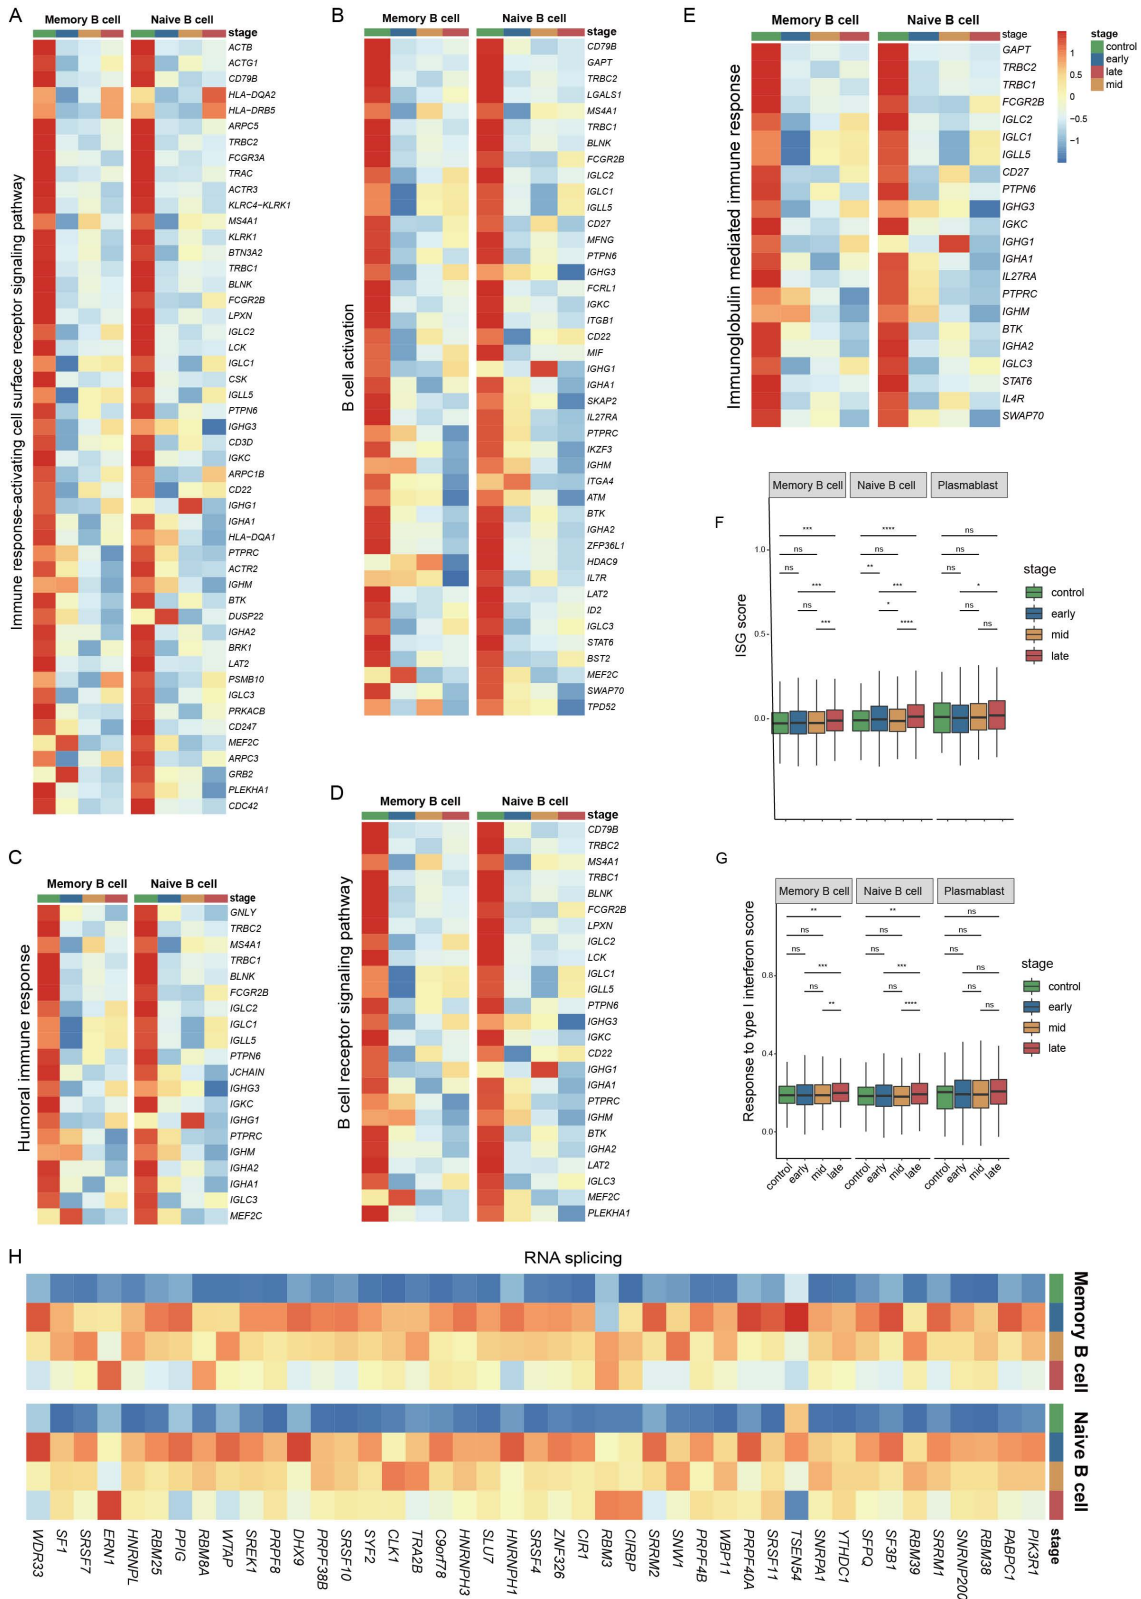 A
Immune response-activating cell surface receptor signaling pathway
Memory B cell
Naive B cell
stage
ACTB
ACTG1
CD79B
HLA-DQA2
HLA-DRB5
ARPC5
TRBC2
FCGR3A
TRAC
ACTR3
KLRC4-KLRK1
MS4A1
KLRK1
BTN3A2
TRBC1
BLNK
FCGR2B
LPXN
IGLC2
LCK
IGLC1
CSK
IGLL5
PTPN6
IGHG3
CD3D
IGKC
ARPC1B
CD22
IGHG1
IGHA1
HLA-DQA1
PTPRC
ACTR2
IGHM
BTK
DUSP22
IGHA2
BRK1
LAT2
PSMB10
IGLC3
PRKACB
CD247
MEF2C
ARPC3
GRB2
PLEKHA1
CDC42
B
B cell activation
Memory B cell
Naive B cell
stage
CD79B
GAPT
TRBC2
LGALS1
MS4A1
TRBC1
BLNK
FCGR2B
IGLC2
IGLC1
IGLL5
CD27
MFNG
PTPN6
IGHG3
FCRL1
IGKC
ITGB1
CD22
MIF
IGHG1
IGHA1
SKAP2
IL27RA
PTPRC
IKZF3
IGHM
ITGA4
ATM
BTK
IGHA2
ZFP36L1
HDAC9
IL7R
LAT2
ID2
IGLC3
STAT6
BST2
MEF2C
SWAP70
TPD52
C
Humoral immune response
Memory B cell
Naive B cell
stage
GNLY
TRBC2
MS4A1
TRBC1
BLNK
FCGR2B
IGLC2
IGLC1
IGLL5
PTPN6
JCHAIN
IGHG3
IGKC
IGHG1
PTPRC
IGHM
IGHA2
IGHA1
IGLC3
MEF2C
D
B cell receptor signaling pathway
Memory B cell
Naive B cell
stage
CD79B
TRBC2
MS4A1
TRBC1
BLNK
FCGR2B
LPXN
IGLC2
LCK
IGLC1
IGLL5
PTPN6
IGHG3
IGKC
CD22
IGHG1
IGHA1
PTPRC
IGHM
BTK
IGHA2
LAT2
IGLC3
MEF2C
PLEKHA1
E
Immunoglobulin mediated immune response
Memory B cell
Naive B cell
stage
GAPT
TRBC2
TRBC1
FCGR2B
IGLC2
IGLC1
IGLL5
CD27
PTPN6
IGHG3
IGKC
IGHG1
IGHA1
IL27RA
PTPRC
IGHM
BTK
IGHA2
IGLC3
STAT6
IL4R
SWAP70
1
0.5
0
−0.5
−1
stage
control
early
late
mid
F
ISG score
Memory B cell
Naive B cell
Plasmablast
1.0
0.5
0.0
***
ns
ns
***
ns
***
****
ns
**
***
*
****
ns
ns
ns
*
ns
ns
stage
control
early
mid
late
G
Response to type I interferon score
Memory B cell
Naive B cell
Plasmablast
0.8
0.4
0.0
**
ns
ns
***
ns
**
**
ns
ns
***
ns
****
ns
ns
ns
ns
ns
ns
control
early
mid
late
control
early
mid
late
control
early
mid
late
stage
control
early
mid
late
H
RNA splicing
Memory B cell
Naive B cell
stage
WDR33
SF1
SRSF7
ERN1
HNRNPL
RBM25
PPIG
RBM8A
WTAP
SREK1
PRPF8
DHX9
PRPF38B
SRSF10
SYF2
CLK1
TRA2B
C9orf78
HNRNPH3
SLU7
HNRNPH1
SRSF4
ZNF326
CIR1
RBM3
CIRBP
SRRM2
SNW1
PRPF4B
WBP11
PRPF40A
SRSF11
TSEN54
SNRPA1
YTHDC1
SFPQ
SF3B1
RBM39
SRRM1
SNRNP200
RBM38
PABPC1
PIK3R1